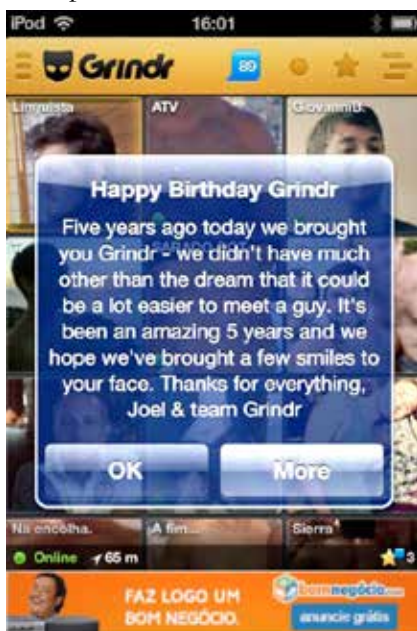 iPod 16:01
Grindr 89
Linguista ATV GiovanniB.
Happy Birthday Grindr
Five years ago today we brought
you Grindr - we didn't have much
other than the dream that it could
be a lot easier to meet a guy. It's
been an amazing 5 years and we
hope we've brought a few smiles to
your face. Thanks for everything,
Joel & team Grindr
OK More
Na encolha. A fim... Sierra
Online 65 m 3
FAZ LOGO UM
BOM NEGÓCIO.
bomnegócio.com
anuncie grátis